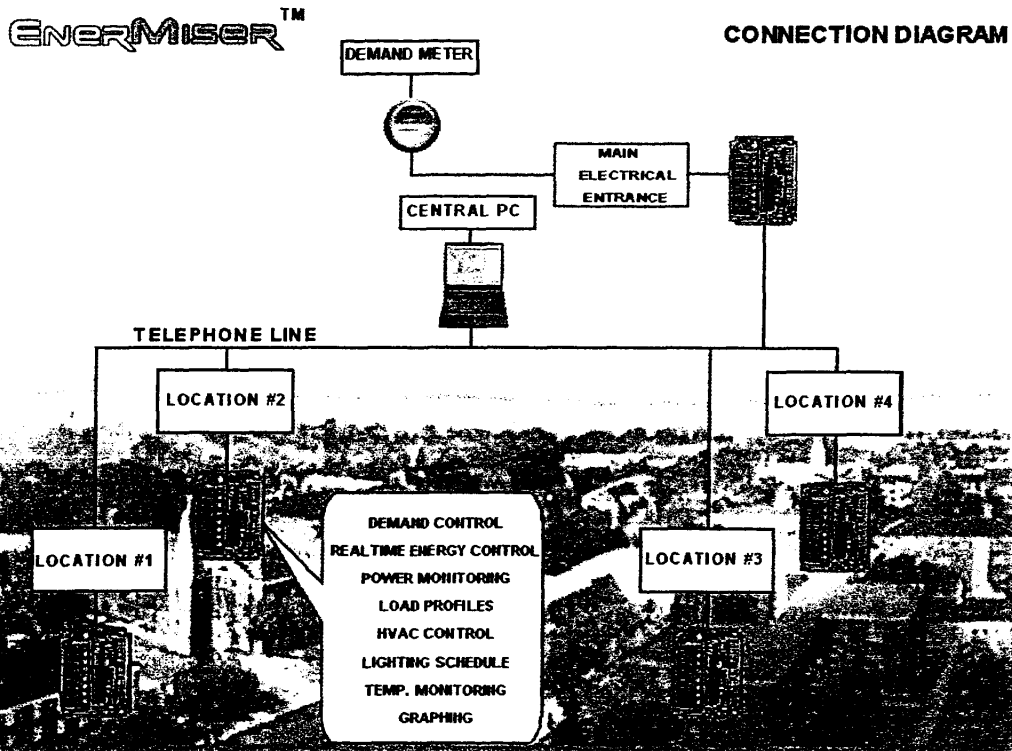 ENERMISER™
CONNECTION DIAGRAM
DEMAND METER
MAIN
ELECTRICAL
ENTRANCE
CENTRAL PC
TELEPHONE LINE
LOCATION #2
LOCATION #4
LOCATION #1
LOCATION #3
DEMAND CONTROL
REALTIME ENERGY CONTROL
POWER MONITORING
LOAD PROFILES
HVAC CONTROL
LIGHTING SCHEDULE
TEMP. MONITORING
GRAPHING